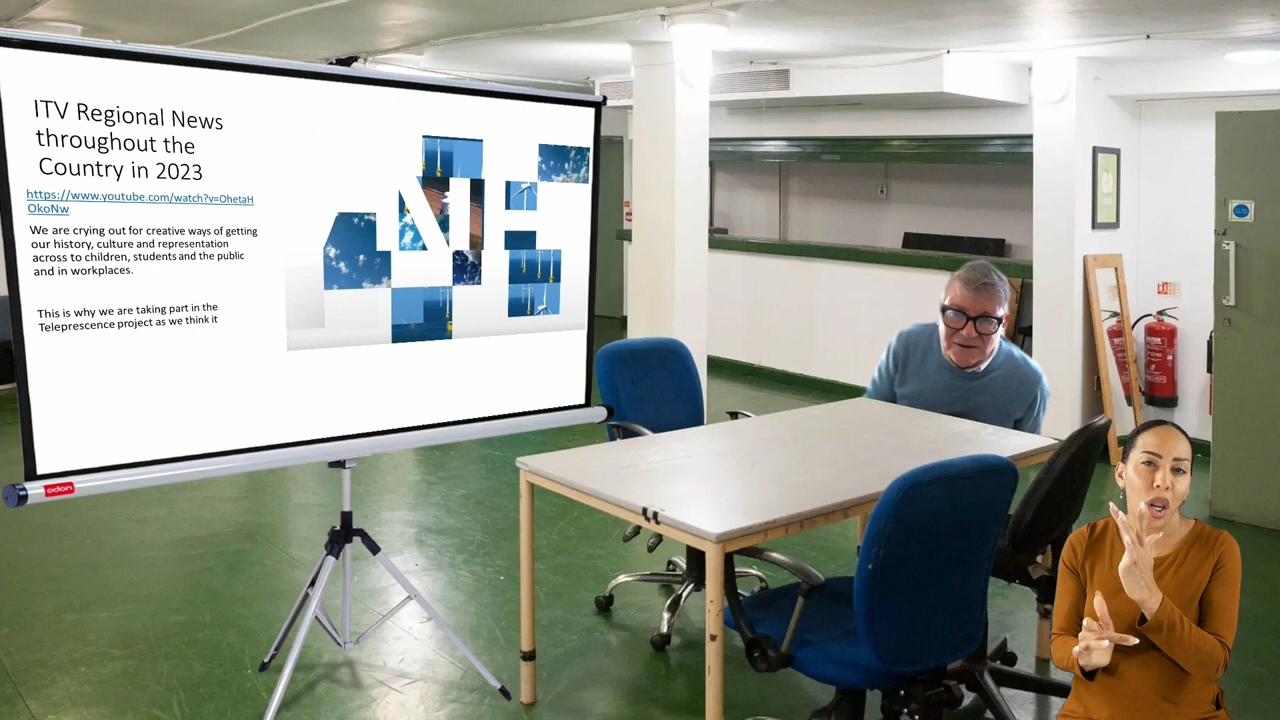 ITV Regional News
throughout the
Country in 2023
https://www.youtube.com/watch?v=OhetaH
OkoNw
We are crying out for creative ways of getting
our history, culture and representation
across to children, students and the public
and in workplaces.
This is why we are taking part in the
Teleprescence project as we think it
NE
odon